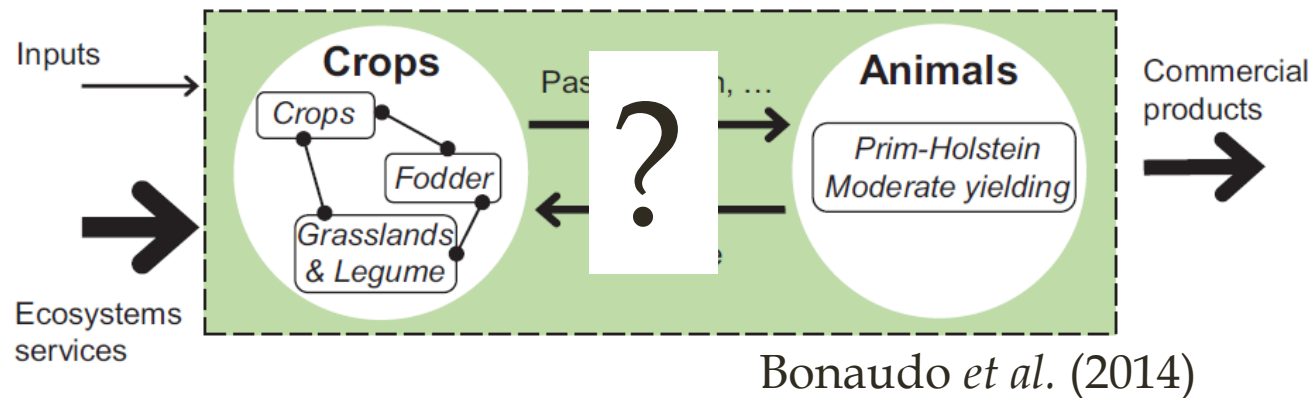 Inputs
Ecosystems
services
Crops
Crops
Fodder
Grasslands
& Legume
, …
?
Animals
Prim-Holstein
Moderate yielding
Commercial
products
Bonaudo et al. (2014)